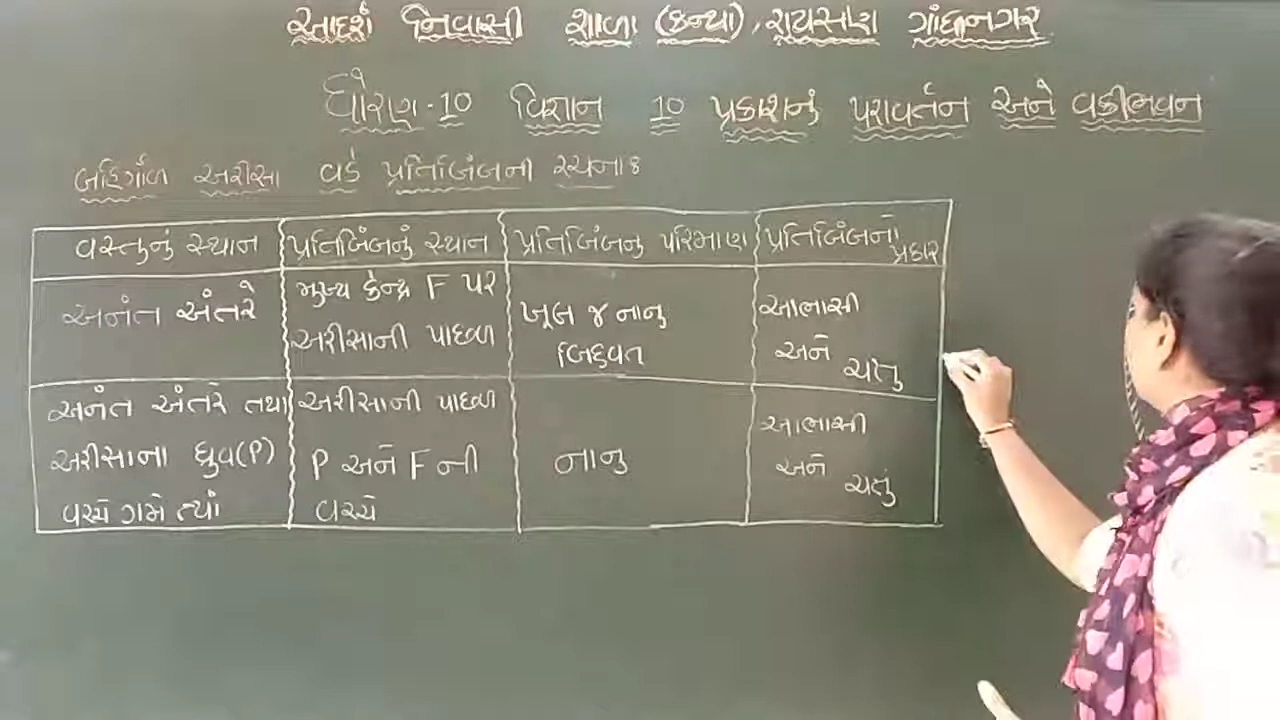 આદર્શ નિવાસી શાળા (કન્યા), રાયસણ ગાંધીનગર
ધોરણ-10 વિજ્ઞાન 10 પ્રકાશનું પરાવર્તન અને વક્રીભવન
બહિર્ગોળ અરીસા વડે પ્રતિબિંબની રચનાઃ
વસ્તુનું સ્થાન પ્રતિબિંબનું સ્થાન પ્રતિબિંબનુ પરિમાણ પ્રતિબિંબનો પ્રકાર
અનંત અંતરે
મુખ્ય કેન્દ્ર F પર
અરીસાની પાછળ
ખૂબ જ નાનુ
બિંદુવત
આભાસી
અને ચતુ
અનંત અંતરે તથા
અરીસાના ધ્રુવ(P)
વચ્ચે ગમે ત્યાં
અરીસાની પાછળ
P અને F ની
વચ્ચે
નાનુ
આભાસી
અને ચતું